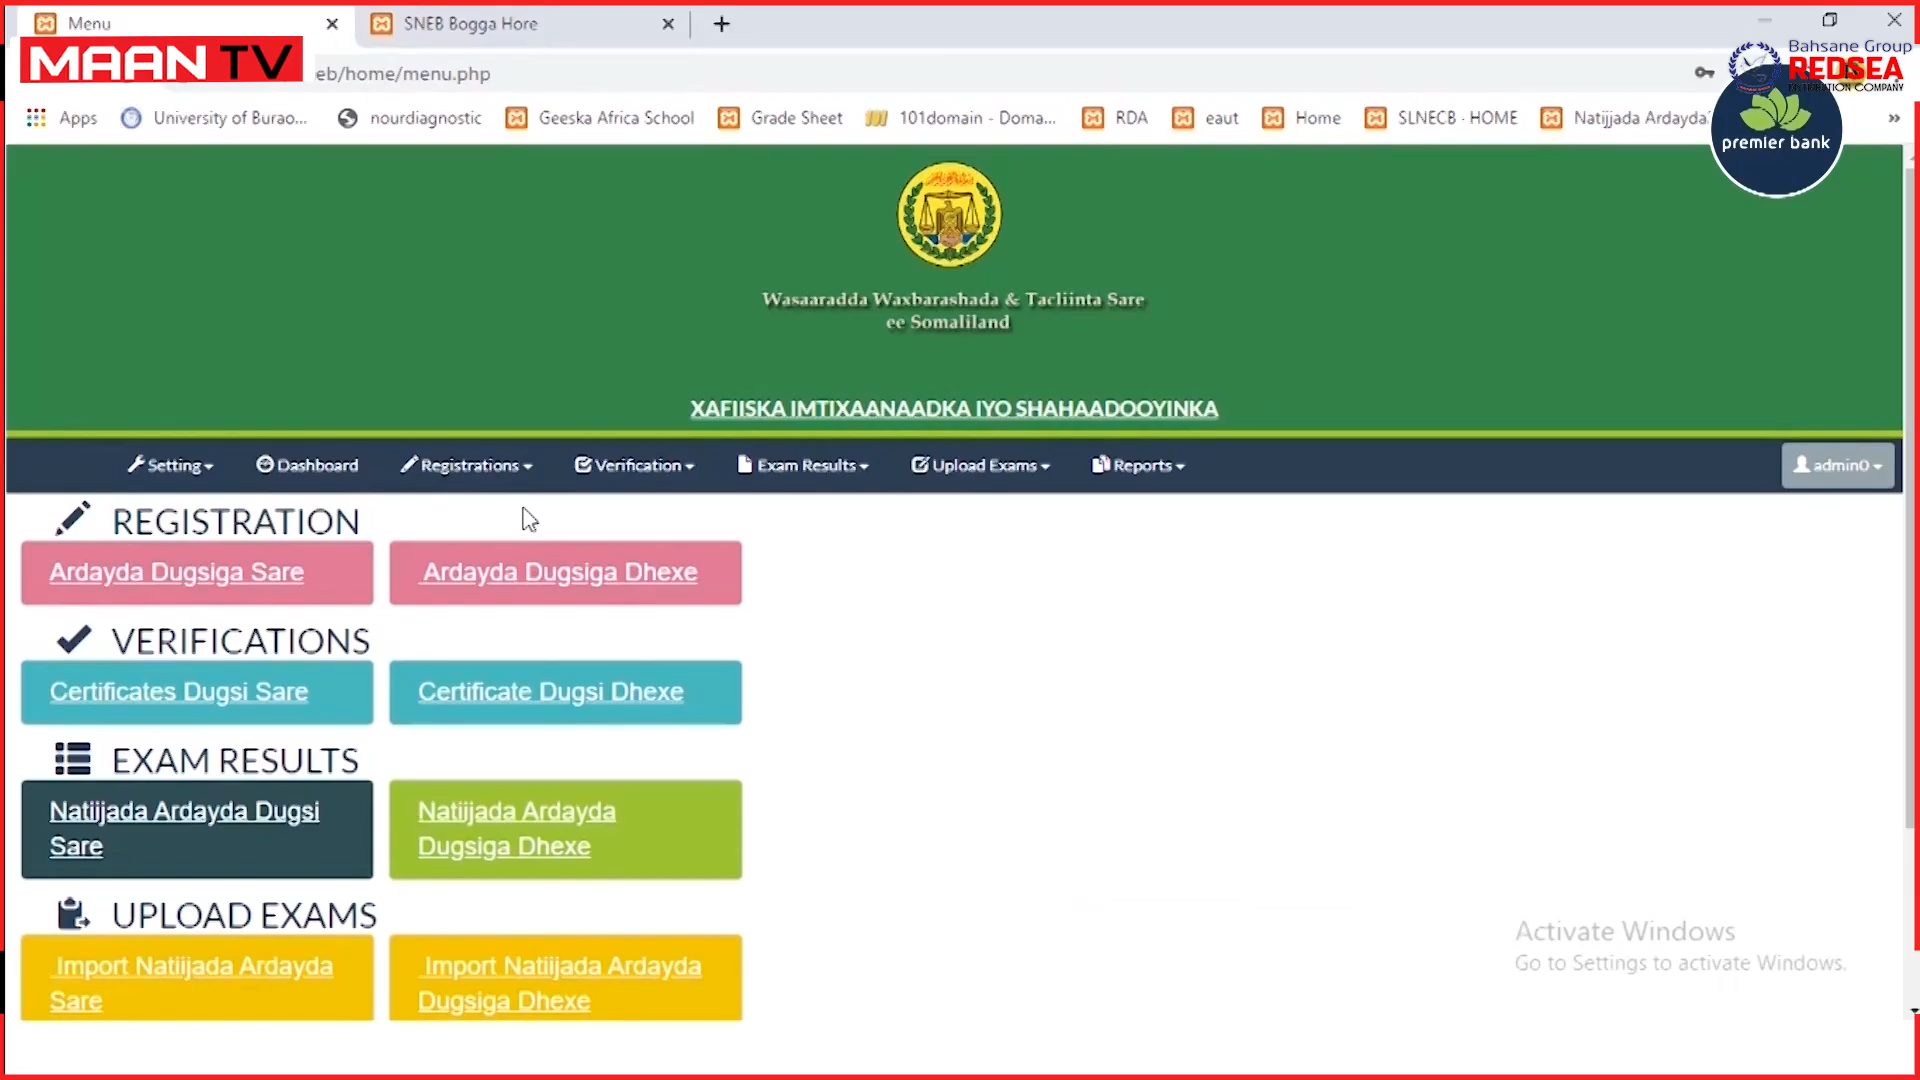 Menu
SNEB Bogga Hore
MAAN TV
eb/home/menu.php
Bahsane Group
REDSEA
DISTRIBUTION COMPANY
Apps
University of Burao...
nourdiagnostic
Geeska Africa School
Grade Sheet
101domain - Doma...
RDA
eaut
Home
SLNECB - HOME
Natijjada Ardayda
premier bank
Wasaaradda Waxbarashada & Tacliinta Sare
ee Somaliland
XAFIISKA IMTIXAANAADKA IYO SHAHAADOOYINKA
Setting
Dashboard
Registrations
Verification
Exam Results
Upload Exams
Reports
admin0
REGISTRATION
Ardayda Dugsiga Sare
Ardayda Dugsiga Dhexe
VERIFICATIONS
Certificates Dugsi Sare
Certificate Dugsi Dhexe
EXAM RESULTS
Natiijada Ardayda Dugsi
Sare
Natiijada Ardayda
Dugsiga Dhexe
UPLOAD EXAMS
Import Natiijada Ardayda
Sare
Import Natiijada Ardayda
Dugsiga Dhexe
Activate Windows
Go to Settings to activate Windows.